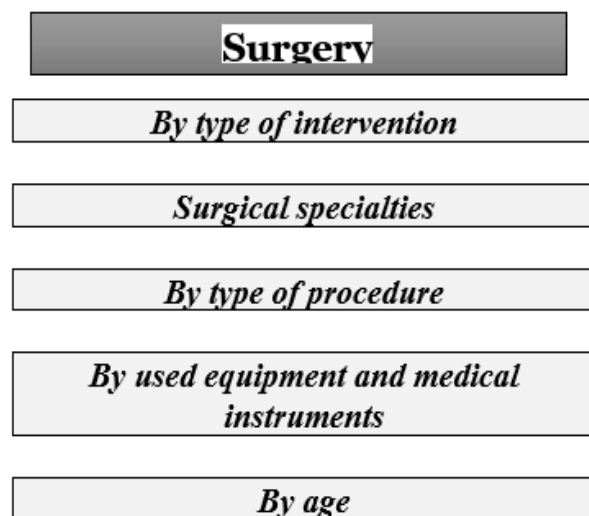 Surgery
By type of intervention
Surgical specialties
By type of procedure
By used equipment and medical
instruments
By age